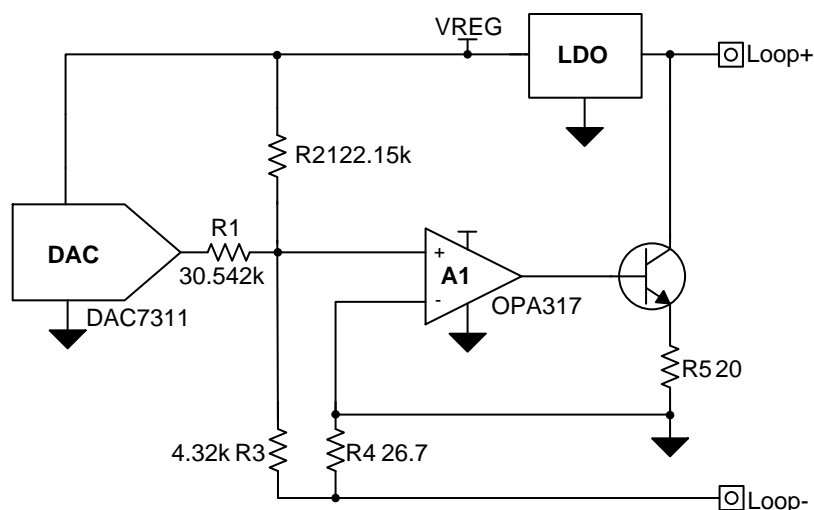 VREG
LDO
Loop+
R2122.15k
R1
DAC
30.542k
DAC7311
+
A1
-
OPA317
R5 20
4.32k R3
R4 26.7
Loop-